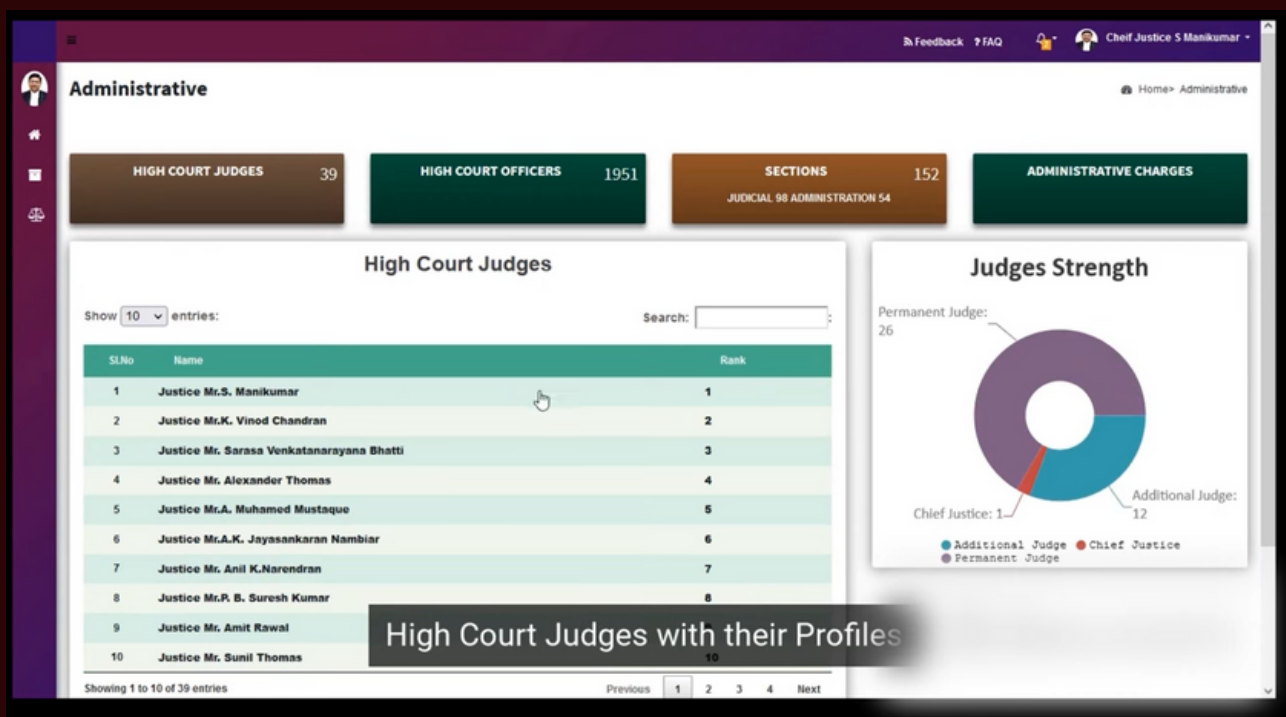 Feedback ? FAQ 2 Cheif Justice S Manikumar
Administrative
Home> Administrative
HIGH COURT JUDGES 39
HIGH COURT OFFICERS 1951
SECTIONS 152
JUDICIAL 98 ADMINISTRATION 54
ADMINISTRATIVE CHARGES
High Court Judges
Show 10 entries:
Search: :
Sl.No Name Rank
1 Justice Mr.S. Manikumar 1
2 Justice Mr.K. Vinod Chandran 2
3 Justice Mr. Sarasa Venkatanarayana Bhatti 3
4 Justice Mr. Alexander Thomas 4
5 Justice Mr.A. Muhamed Mustaque 5
6 Justice Mr.A.K. Jayasankaran Nambiar 6
7 Justice Mr. Anil K.Narendran 7
8 Justice Mr.P. B. Suresh Kumar 8
9 Justice Mr. Amit Rawal
10 Justice Mr. Sunil Thomas 10
Showing 1 to 10 of 39 entries
Previous 1 2 3 4 Next
Judges Strength
Permanent Judge:
26
Additional Judge:
12
Chief Justice: 1
Additional Judge Chief Justice
Permanent Judge
High Court Judges with their Profiles